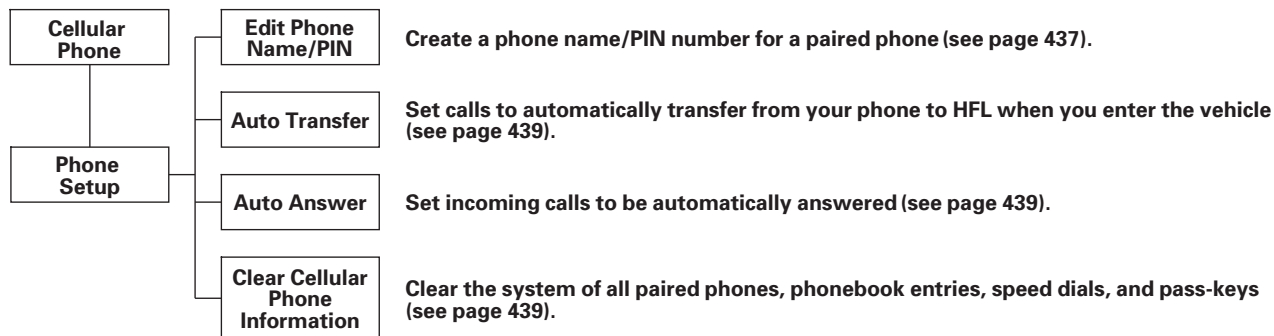 Cellular
Phone
Phone
Setup
Edit Phone
Name/PIN
Create a phone name/PIN number for a paired phone (see page 437).
Auto Transfer
Set calls to automatically transfer from your phone to HFL when you enter the vehicle
(see page 439).
Auto Answer
Set incoming calls to be automatically answered (see page 439).
Clear Cellular
Phone
Information
Clear the system of all paired phones, phonebook entries, speed dials, and pass-keys
(see page 439).